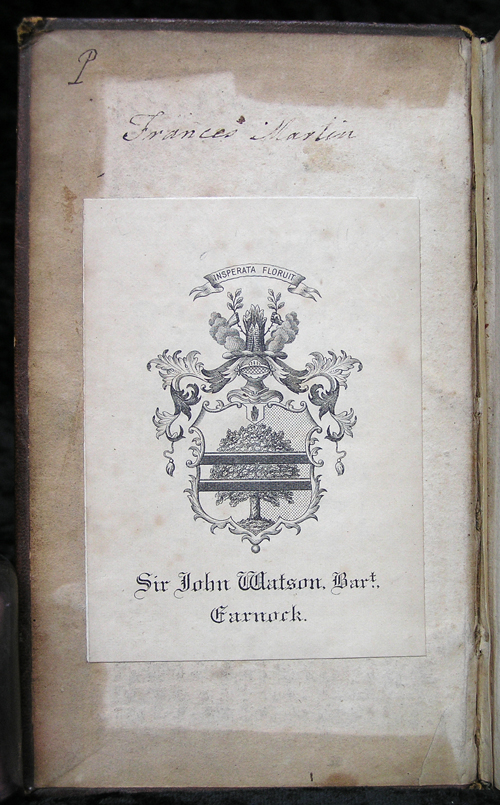 P
Frances Martin
INSPERATA FLORUIT
Sir John Watson, Bart.
Earnock.